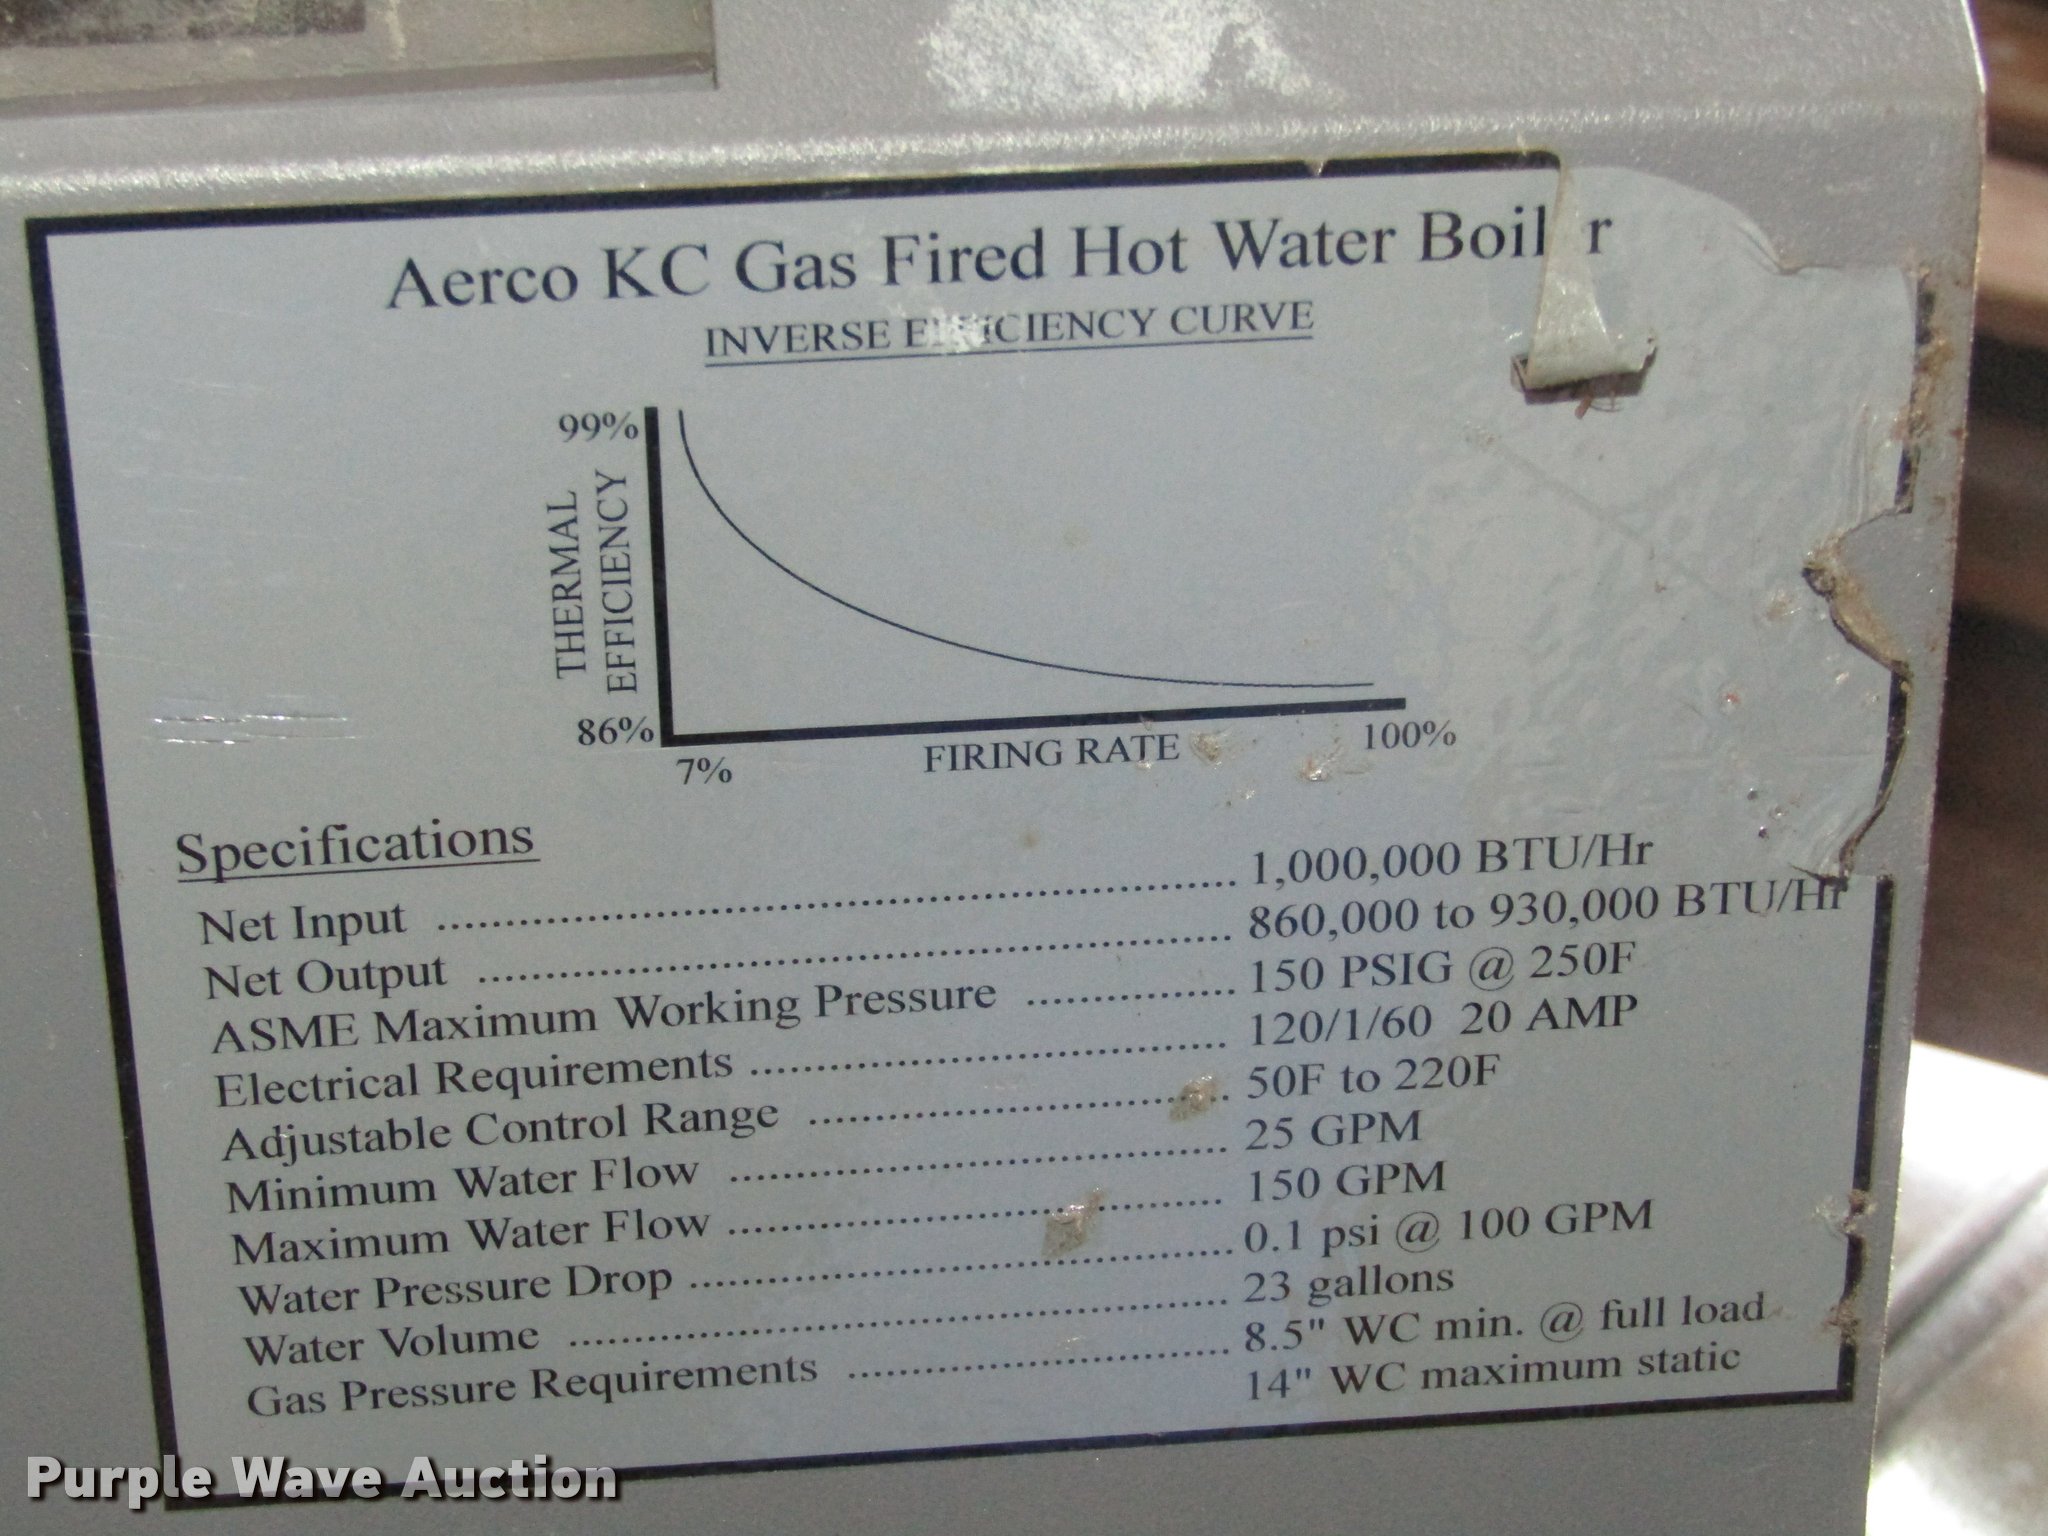 Aerco KC Gas Fired Hot Water Boiler
INVERSE EFFICIENCY CURVE
99%
THERMAL
EFFICIENCY
86%
7%
FIRING RATE
100%
Specifications
Net Input ........ 1,000,000 BTU/Hr
Net Output ........ 860,000 to 930,000 BTU/Hr
ASME Maximum Working Pressure ........ 150 PSIG @ 250F
Electrical Requirements ........ 120/1/60 20 AMP
Adjustable Control Range ........ 50F to 220F
Minimum Water Flow ........ 25 GPM
Maximum Water Flow ........ 150 GPM
Water Pressure Drop ........ 0.1 psi @ 100 GPM
Water Volume ........ 23 gallons
Gas Pressure Requirements ........ 8.5" WC min. @ full load
14" WC maximum static
Purple Wave Auction